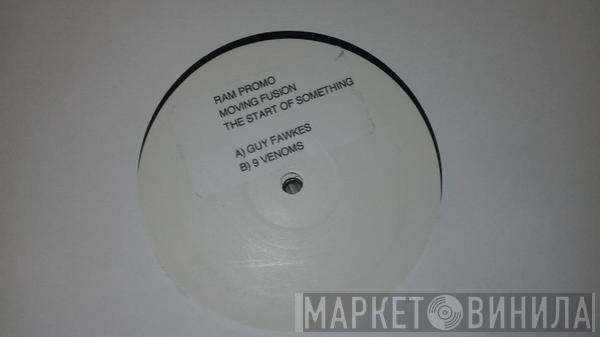 RAM PROMO
MOVING FUSION
THE START OF SOMETHING
A) GUY FAWKES
B) 9 VENOMS
МАРКЕТ ВИНИЛА